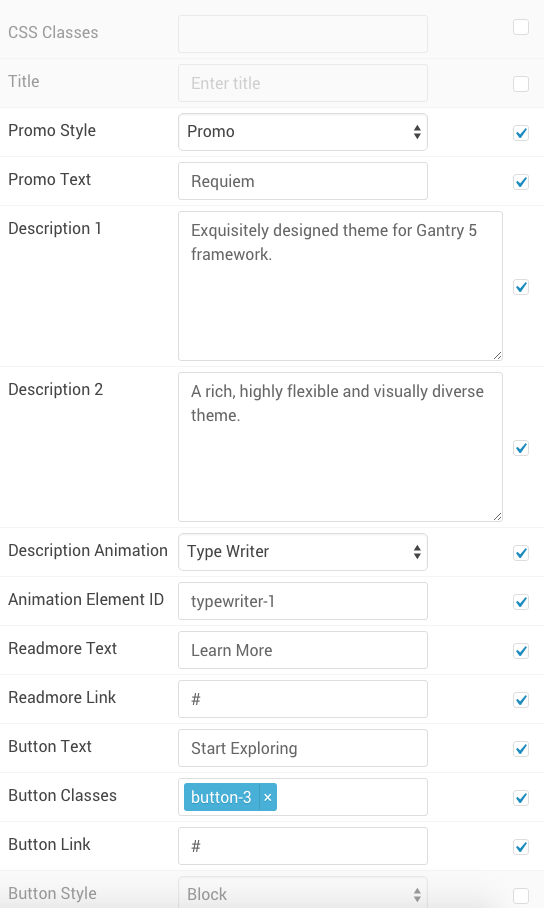 CSS Classes
Title Enter title
Promo Style Promo
Promo Text Requiem
Description 1 Exquisitely designed theme for Gantry 5
framework.
Description 2 A rich, highly flexible and visually diverse
theme.
Description Animation Type Writer
Animation Element ID typewriter-1
Readmore Text Learn More
Readmore Link #
Button Text Start Exploring
Button Classes button-3 ×
Button Link #
Button Style Block